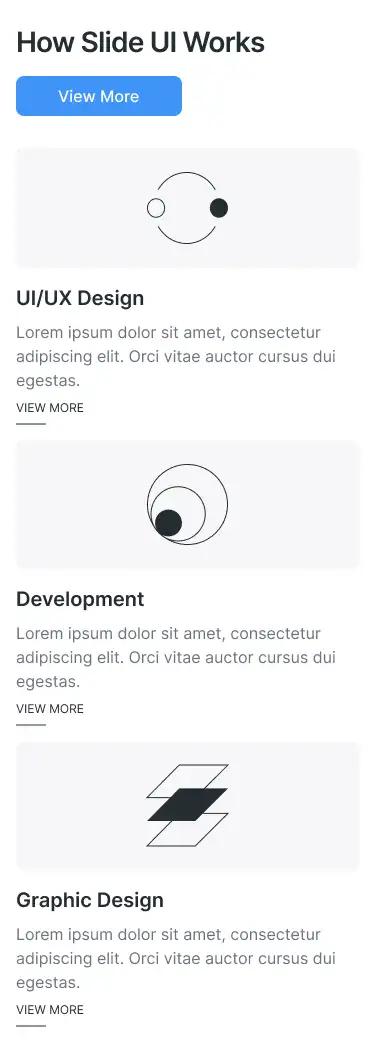 How Slide UI Works
View More
UI/UX Design
Lorem ipsum dolor sit amet, consectetur
adipiscing elit. Orci vitae auctor cursus dui
egestas.
VIEW MORE
Development
Lorem ipsum dolor sit amet, consectetur
adipiscing elit. Orci vitae auctor cursus dui
egestas.
VIEW MORE
Graphic Design
Lorem ipsum dolor sit amet, consectetur
adipiscing elit. Orci vitae auctor cursus dui
egestas.
VIEW MORE